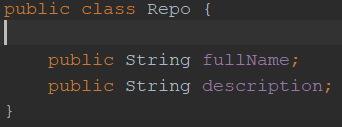 public class Repo {
public String fullName;
public String description;
}